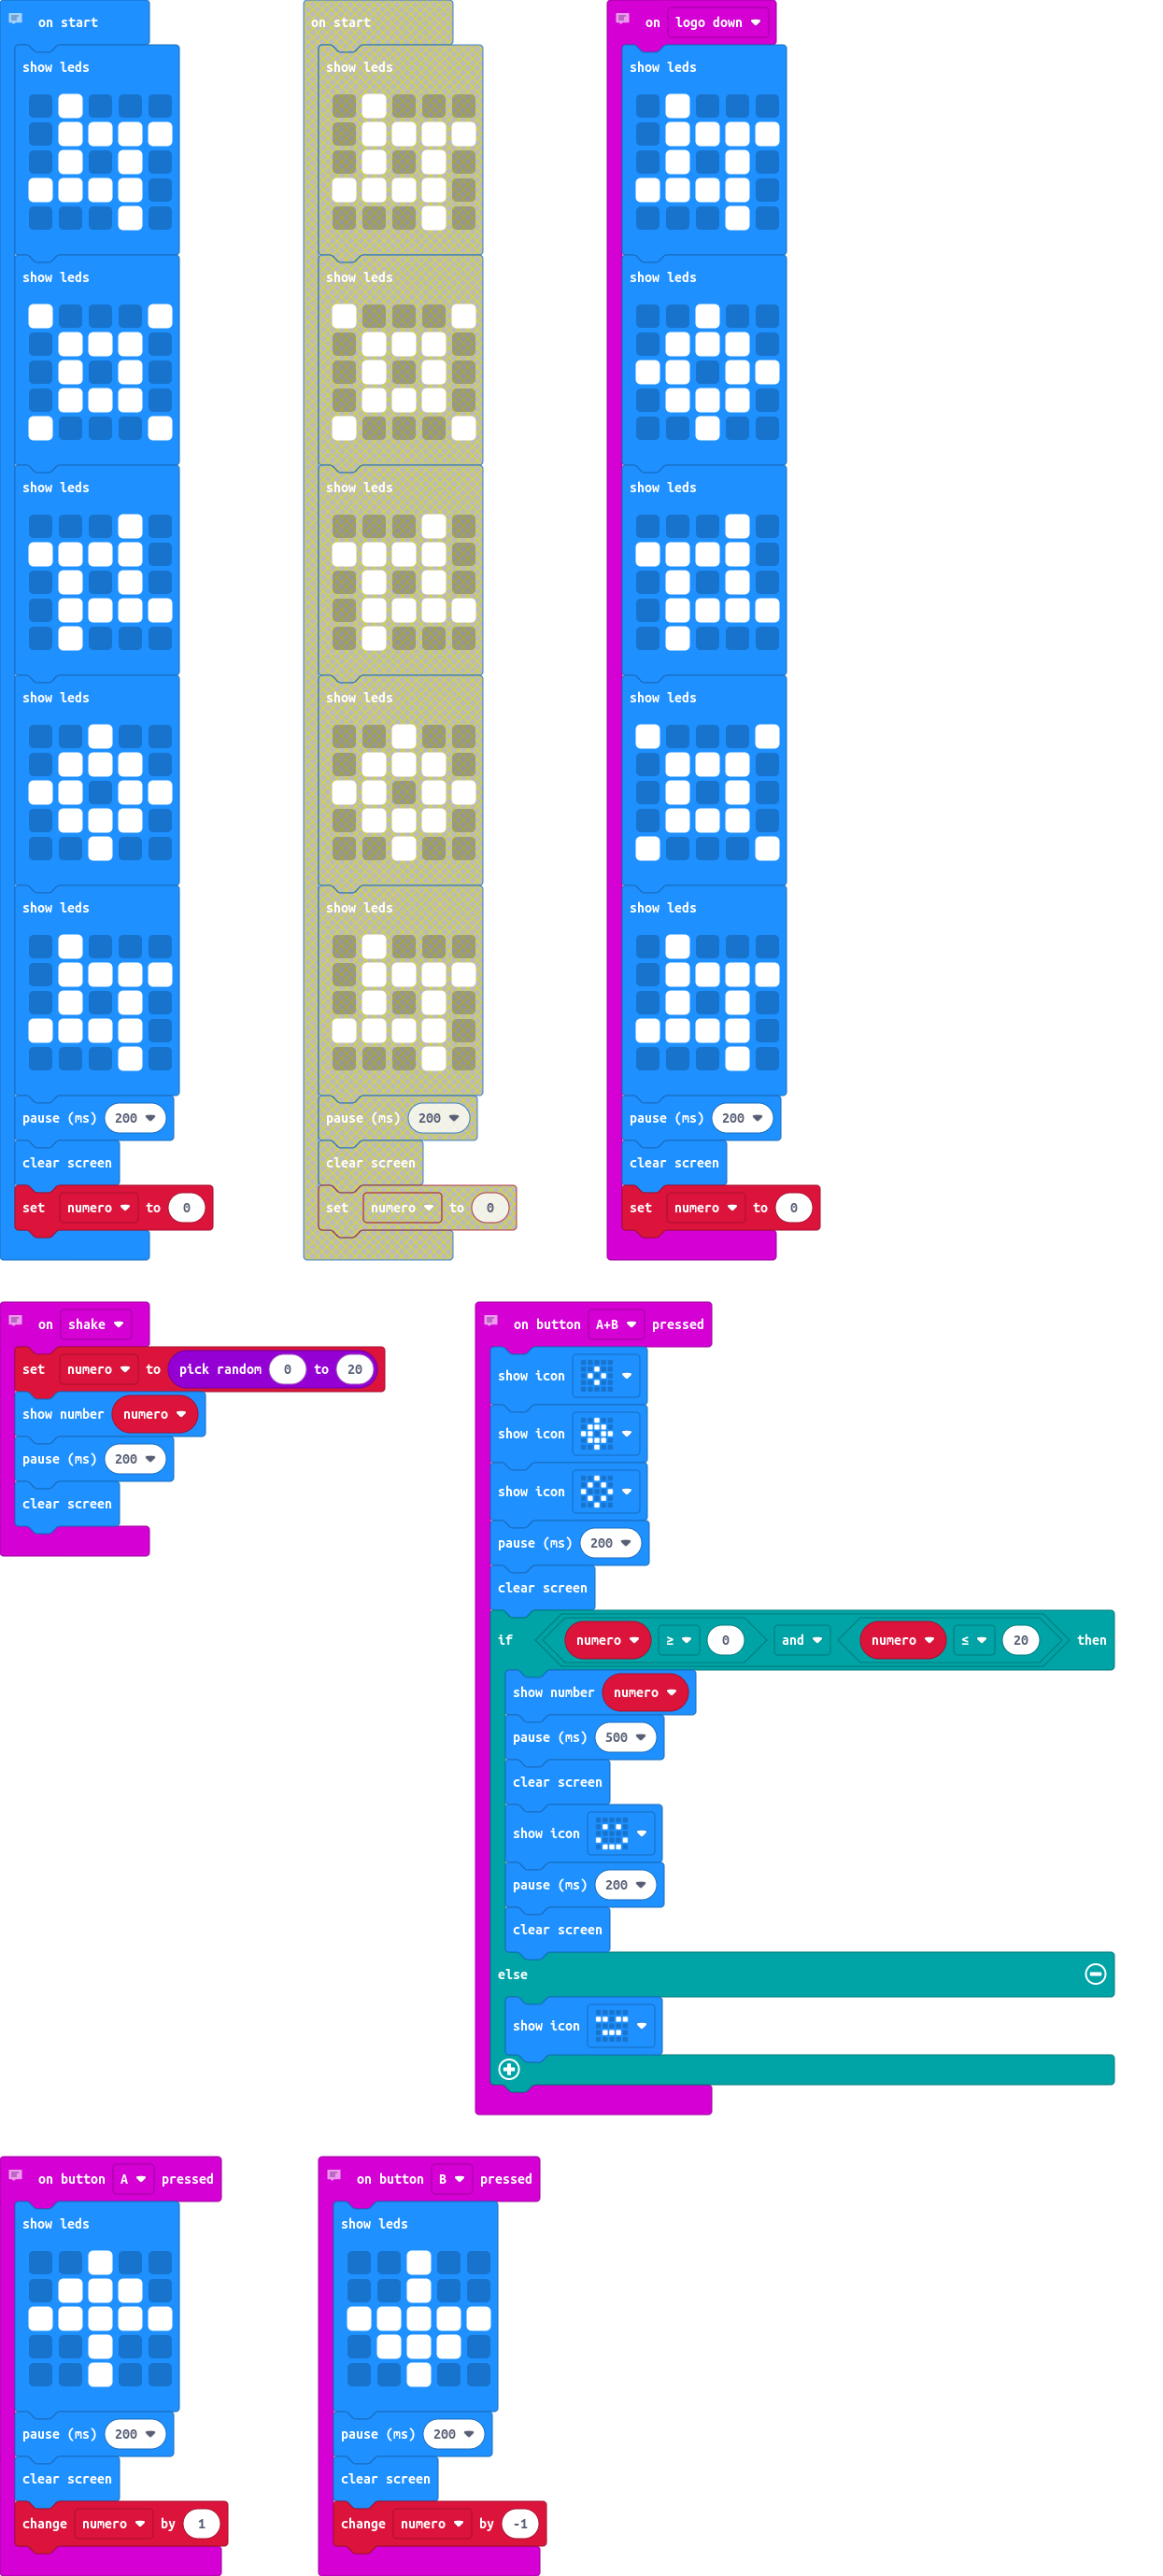 on start
show leds
show leds
show leds
show leds
show leds
pause (ms) 200
clear screen
set numero to 0
on start
show leds
show leds
show leds
show leds
show leds
pause (ms) 200
clear screen
set numero to 0
on logo down
show leds
show leds
show leds
show leds
show leds
pause (ms) 200
clear screen
set numero to 0
on shake
set numero to pick random 0 to 20
show number numero
pause (ms) 200
clear screen
on button A+B pressed
show icon
show icon
show icon
pause (ms) 200
clear screen
if numero ≥ 0 and numero ≤ 20 then
show number numero
pause (ms) 500
clear screen
show icon
pause (ms) 200
clear screen
else
show icon
on button A pressed
show leds
pause (ms) 200
clear screen
change numero by 1
on button B pressed
show leds
pause (ms) 200
clear screen
change numero by -1